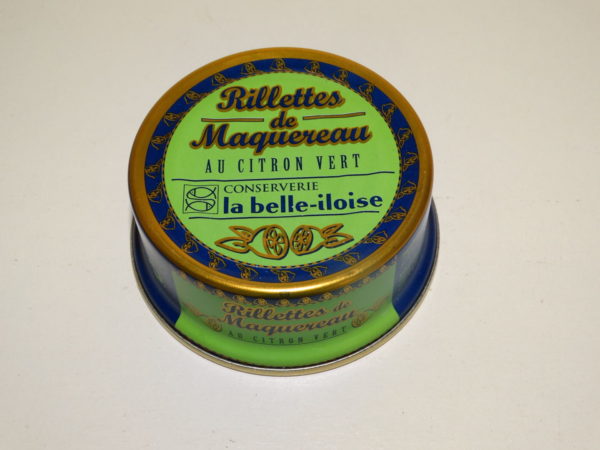 Rillettes
de
Maquereau
AU CITRON VERT
CONSERVERIE
la belle-iloise
Rillettes de
Maquereau
AU CITRON VERT